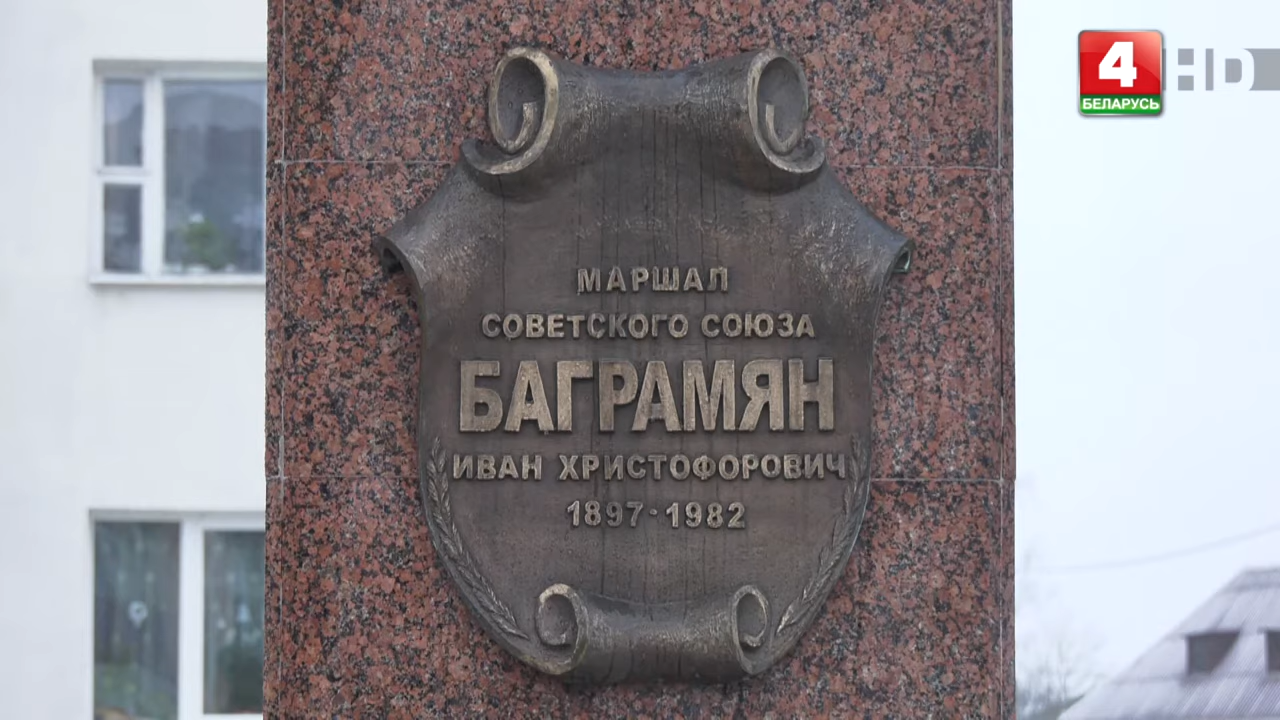 4 HD
БЕЛАРУСЬ
МАРШАЛ
СОВЕТСКОГО СОЮЗА
БАГРАМЯН
ИВАН ХРИСТОФОРОВИЧ
1897·1982